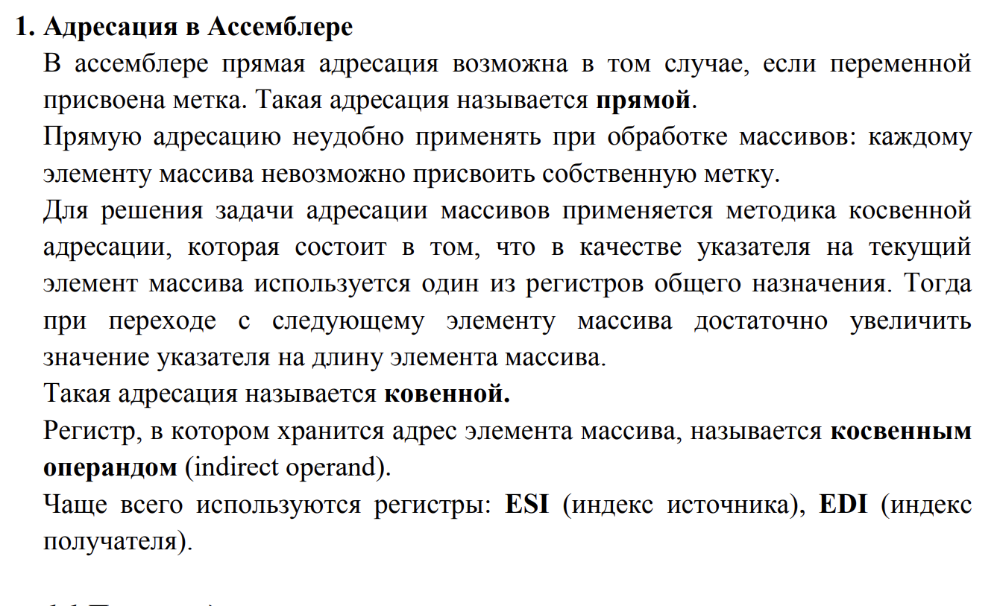 1. Адресация в Ассемблере
В ассемблере прямая адресация возможна в том случае, если переменной
присвоена метка. Такая адресация называется прямой.
Прямую адресацию неудобно применять при обработке массивов: каждому
элементу массива невозможно присвоить собственную метку.
Для решения задачи адресации массивов применяется методика косвенной
адресации, которая состоит в том, что в качестве указателя на текущий
элемент массива используется один из регистров общего назначения. Тогда
при переходе с следующему элементу массива достаточно увеличить
значение указателя на длину элемента массива.
Такая адресация называется ковенной.
Регистр, в котором хранится адрес элемента массива, называется косвенным
операндом (indirect operand).
Чаще всего используются регистры: ESI (индекс источника), EDI (индекс
получателя).